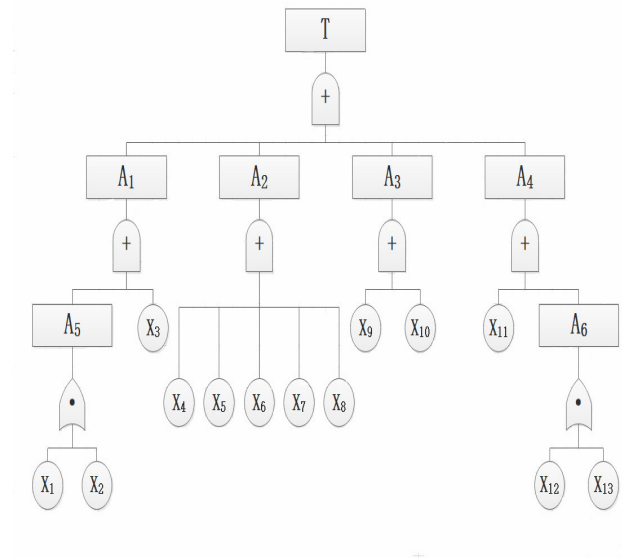 T
+
A₁ A₂ A₃ A₄
+ + + +
A₅ X₃ X₉ X₁₀ X₁₁ A₆
• X₄ X₅ X₆ X₇ X₈ •
X₁ X₂ X₁₂ X₁₃